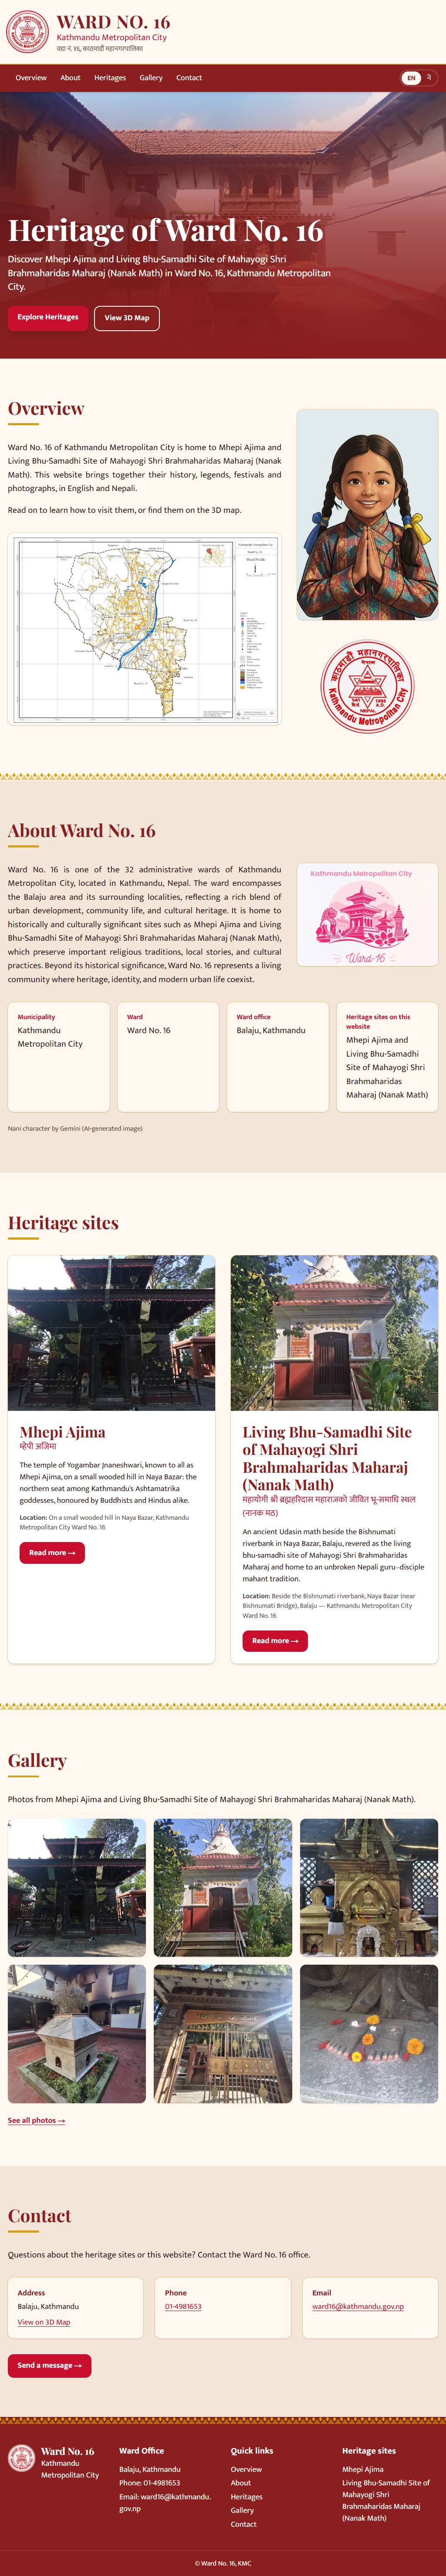 WARD NO. 16
Kathmandu Metropolitan City
वडा नं. १६, काठमाडौं महानगरपालिका
Overview
About
Heritages
Gallery
Contact
EN
ने
Heritage of Ward No. 16
Discover Mhepi Ajima and Living Bhu-Samadhi Site of Mahayogi Shri
Brahmaharidas Maharaj (Nanak Math) in Ward No. 16, Kathmandu Metropolitan
City.
Explore Heritages
View 3D Map
Overview
Ward No. 16 of Kathmandu Metropolitan City is home to Mhepi Ajima and
Living Bhu-Samadhi Site of Mahayogi Shri Brahmaharidas Maharaj (Nanak
Math). This website brings together their history, legends, festivals and
photographs, in English and Nepali.
Read on to learn how to visit them, or find them on the 3D map.
काठमाडौं महानगरपालिका
NEPAL
Kathmandu Metropolitan City
About Ward No. 16
Ward No. 16 is one of the 32 administrative wards of Kathmandu
Metropolitan City, located in Kathmandu, Nepal. The ward encompasses
the Balaju area and its surrounding localities, reflecting a rich blend of
urban development, community life, and cultural heritage. It is home to
historically and culturally significant sites such as Mhepi Ajima and Living
Bhu-Samadhi Site of Mahayogi Shri Brahmaharidas Maharaj (Nanak Math),
which preserve important religious traditions, local stories, and cultural
practices. Beyond its historical significance, Ward No. 16 represents a living
community where heritage, identity, and modern urban life coexist.
Kathmandu Metropolitan City
Ward-16
Municipality
Kathmandu
Metropolitan City
Ward
Ward No. 16
Ward office
Balaju, Kathmandu
Heritage sites on this
website
Mhepi Ajima and
Living Bhu-Samadhi
Site of Mahayogi Shri
Brahmaharidas
Maharaj (Nanak Math)
Nani character by Gemini (AI-generated image)
Heritage sites
Mhepi Ajima
म्हेपी अजिमा
The temple of Yogambar Jnaneshwari, known to all as
Mhepi Ajima, on a small wooded hill in Naya Bazar: the
northern seat among Kathmandu's Ashtamatrika
goddesses, honoured by Buddhists and Hindus alike.
Location: On a small wooded hill in Naya Bazar, Kathmandu
Metropolitan City Ward No. 16
Read more →
Living Bhu-Samadhi Site
of Mahayogi Shri
Brahmaharidas Maharaj
(Nanak Math)
महायोगी श्री ब्रह्महरिदास महाराजको जीवित भू-समाधि स्थल
(नानक मठ)
An ancient Udasin math beside the Bishnumati
riverbank in Naya Bazar, Balaju, revered as the living
bhu-samadhi site of Mahayogi Shri Brahmaharidas
Maharaj and home to an unbroken Nepali guru–disciple
mahant tradition.
Location: Beside the Bishnumati riverbank, Naya Bazar (near
Bishnumati Bridge), Balaju — Kathmandu Metropolitan City
Ward No. 16
Read more →
Gallery
Photos from Mhepi Ajima and Living Bhu-Samadhi Site of Mahayogi Shri Brahmaharidas Maharaj (Nanak Math).
See all photos →
Contact
Questions about the heritage sites or this website? Contact the Ward No. 16 office.
Address
Balaju, Kathmandu
View on 3D Map
Phone
01-4981653
Email
ward16@kathmandu.gov.np
Send a message →
Ward No. 16
Kathmandu
Metropolitan City
Ward Office
Balaju, Kathmandu
Phone: 01-4981653
Email: ward16@kathmandu.
gov.np
Quick links
Overview
About
Heritages
Gallery
Contact
Heritage sites
Mhepi Ajima
Living Bhu-Samadhi Site of
Mahayogi Shri
Brahmaharidas Maharaj
(Nanak Math)
© Ward No. 16, KMC